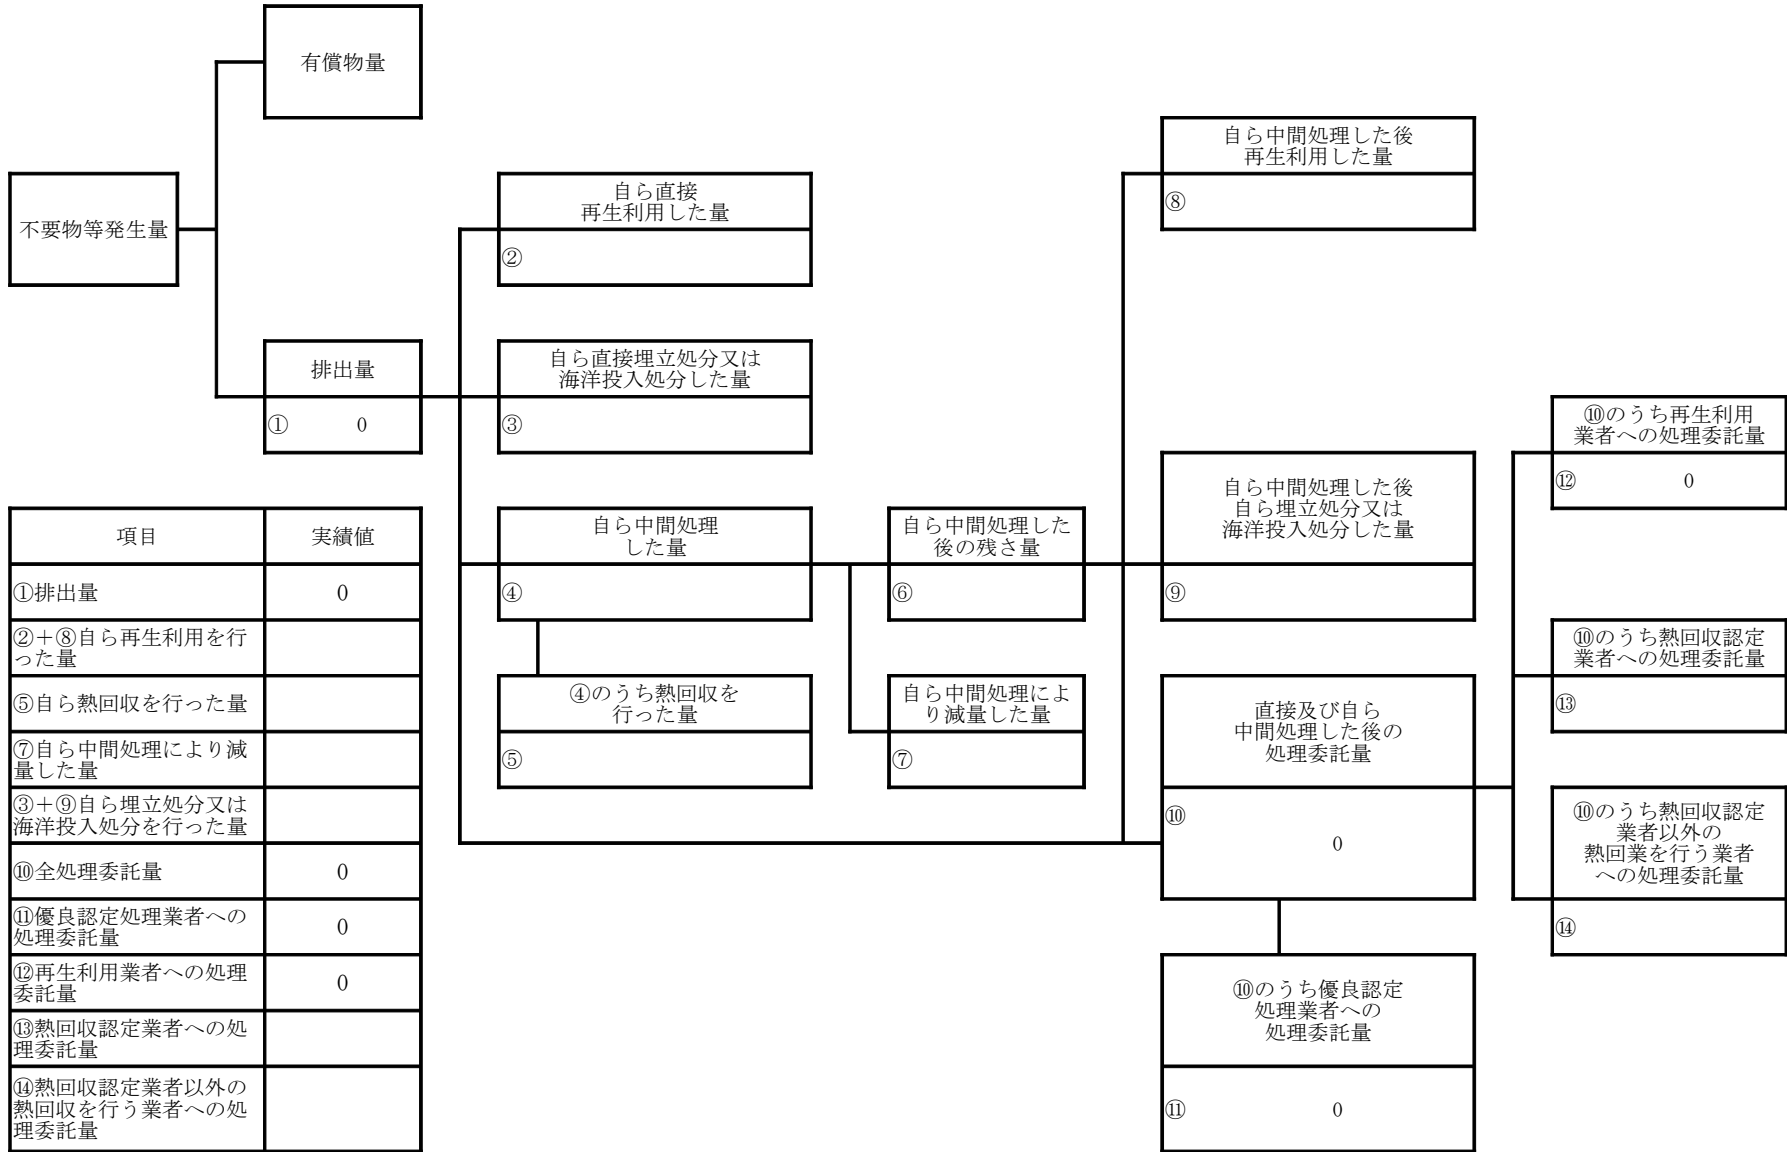 有償物量
不要物等発生量
排出量
① 0
自ら直接
再生利用した量
②
自ら直接埋立処分又は
海洋投入処分した量
③
自ら中間処理
した量
④
④のうち熱回収を
行った量
⑤
自ら中間処理した
後の残さ量
⑥
自ら中間処理によ
り減量した量
⑦
自ら中間処理した後
再生利用した量
⑧
自ら中間処理した後
自ら埋立処分又は
海洋投入処分した量
⑨
直接及び自ら
中間処理した後の
処理委託量
⑩
0
⑩のうち優良認定
処理業者への
処理委託量
⑪ 0
⑩のうち再生利用
業者への処理委託量
⑫ 0
⑩のうち熱回収認定
業者への処理委託量
⑬
⑩のうち熱回収認定
業者以外の
熱回業を行う業者
への処理委託量
⑭
項目 実績値
①排出量 0
②＋⑧自ら再生利用を行
った量
⑤自ら熱回収を行った量
⑦自ら中間処理により減
量した量
③＋⑨自ら埋立処分又は
海洋投入処分を行った量
⑩全処理委託量 0
⑪優良認定処理業者への
処理委託量 0
⑫再生利用業者への処理
委託量 0
⑬熱回収認定業者への処
理委託量
⑭熱回収認定業者以外の
熱回収を行う業者への処
理委託量